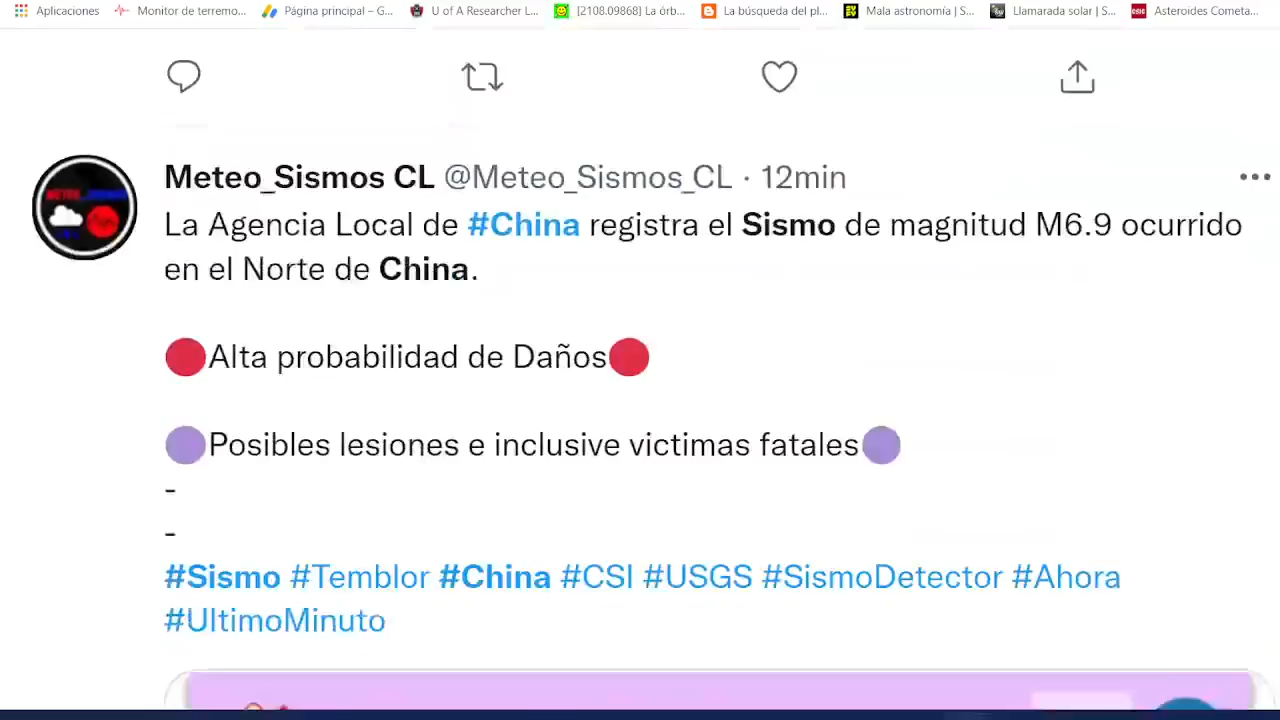 Aplicaciones Monitor de terremo... Página principal – G... U of A Researcher L... [2108.09868] La órb... La búsqueda del pl... Mala astronomía | S... Llamarada solar | S... Asteroides Cometa...
Meteo_Sismos CL @Meteo_Sismos_CL · 12min
La Agencia Local de #China registra el Sismo de magnitud M6.9 ocurrido
en el Norte de China.
Alta probabilidad de Daños
Posibles lesiones e inclusive victimas fatales
-
-
#Sismo #Temblor #China #CSI #USGS #SismoDetector #Ahora
#UltimoMinuto